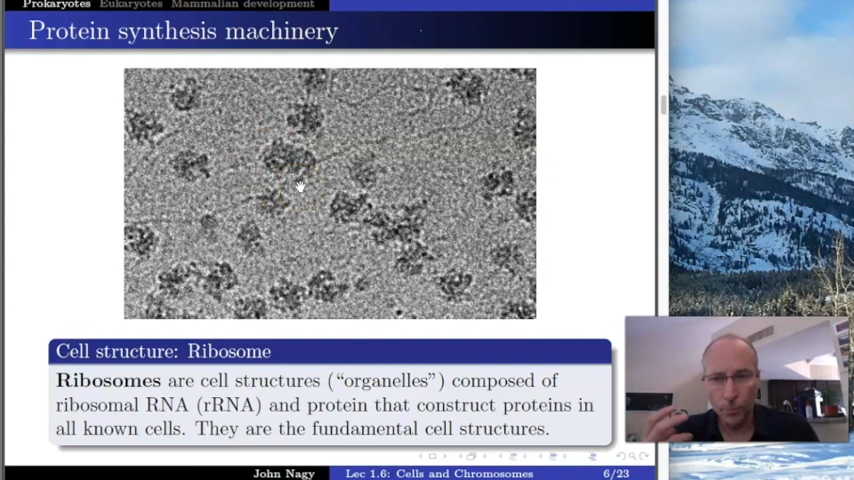 Prokaryotes Eukaryotes Mammalian development
Protein synthesis machinery
Cell structure: Ribosome
Ribosomes are cell structures (“organelles”) composed of
ribosomal RNA (rRNA) and protein that construct proteins in
all known cells. They are the fundamental cell structures.
John Nagy Lec 1.6: Cells and Chromosomes 6/23